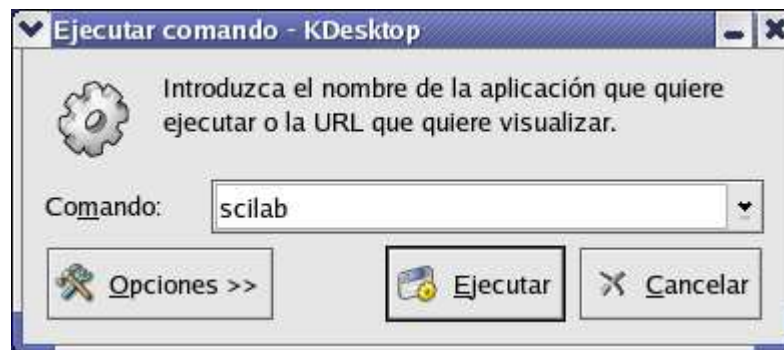 Ejecutar comando - KDesktop
Introduzca el nombre de la aplicación que quiere
ejecutar o la URL que quiere visualizar.
Comando: scilab
Opciones >> Ejecutar Cancelar